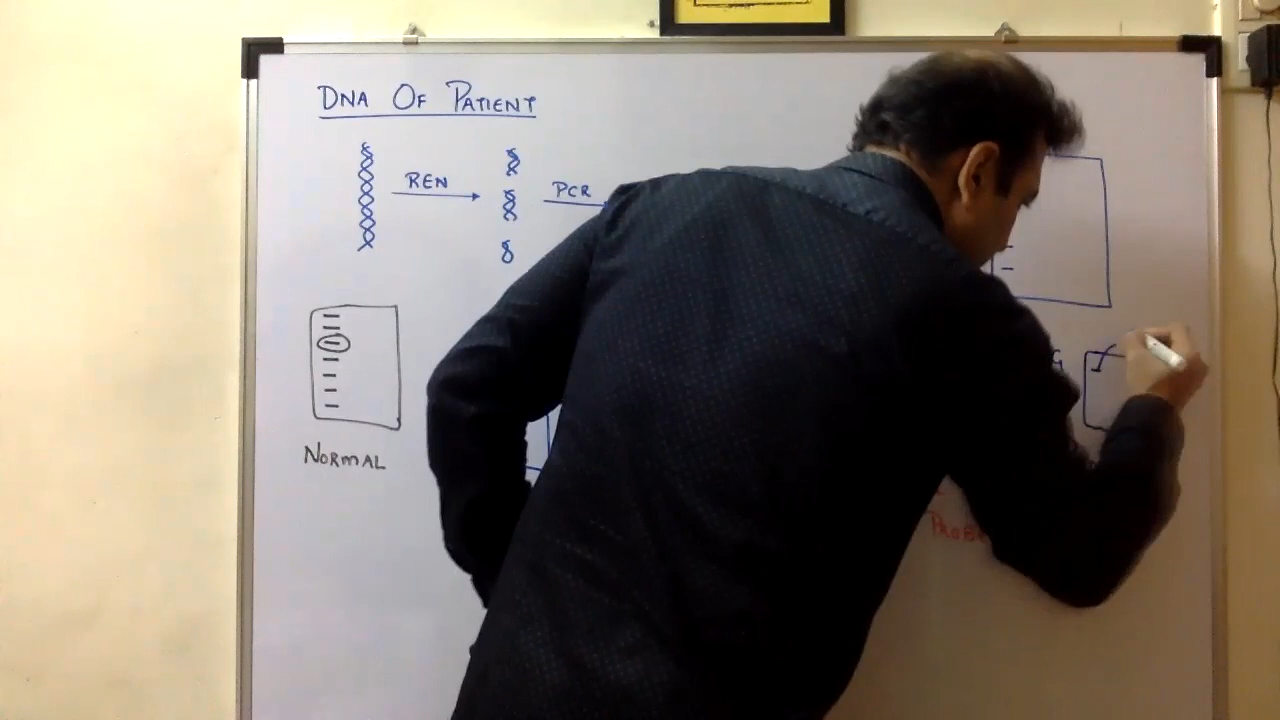 DNA OF PATIENT
REN
PCR
NORMAL